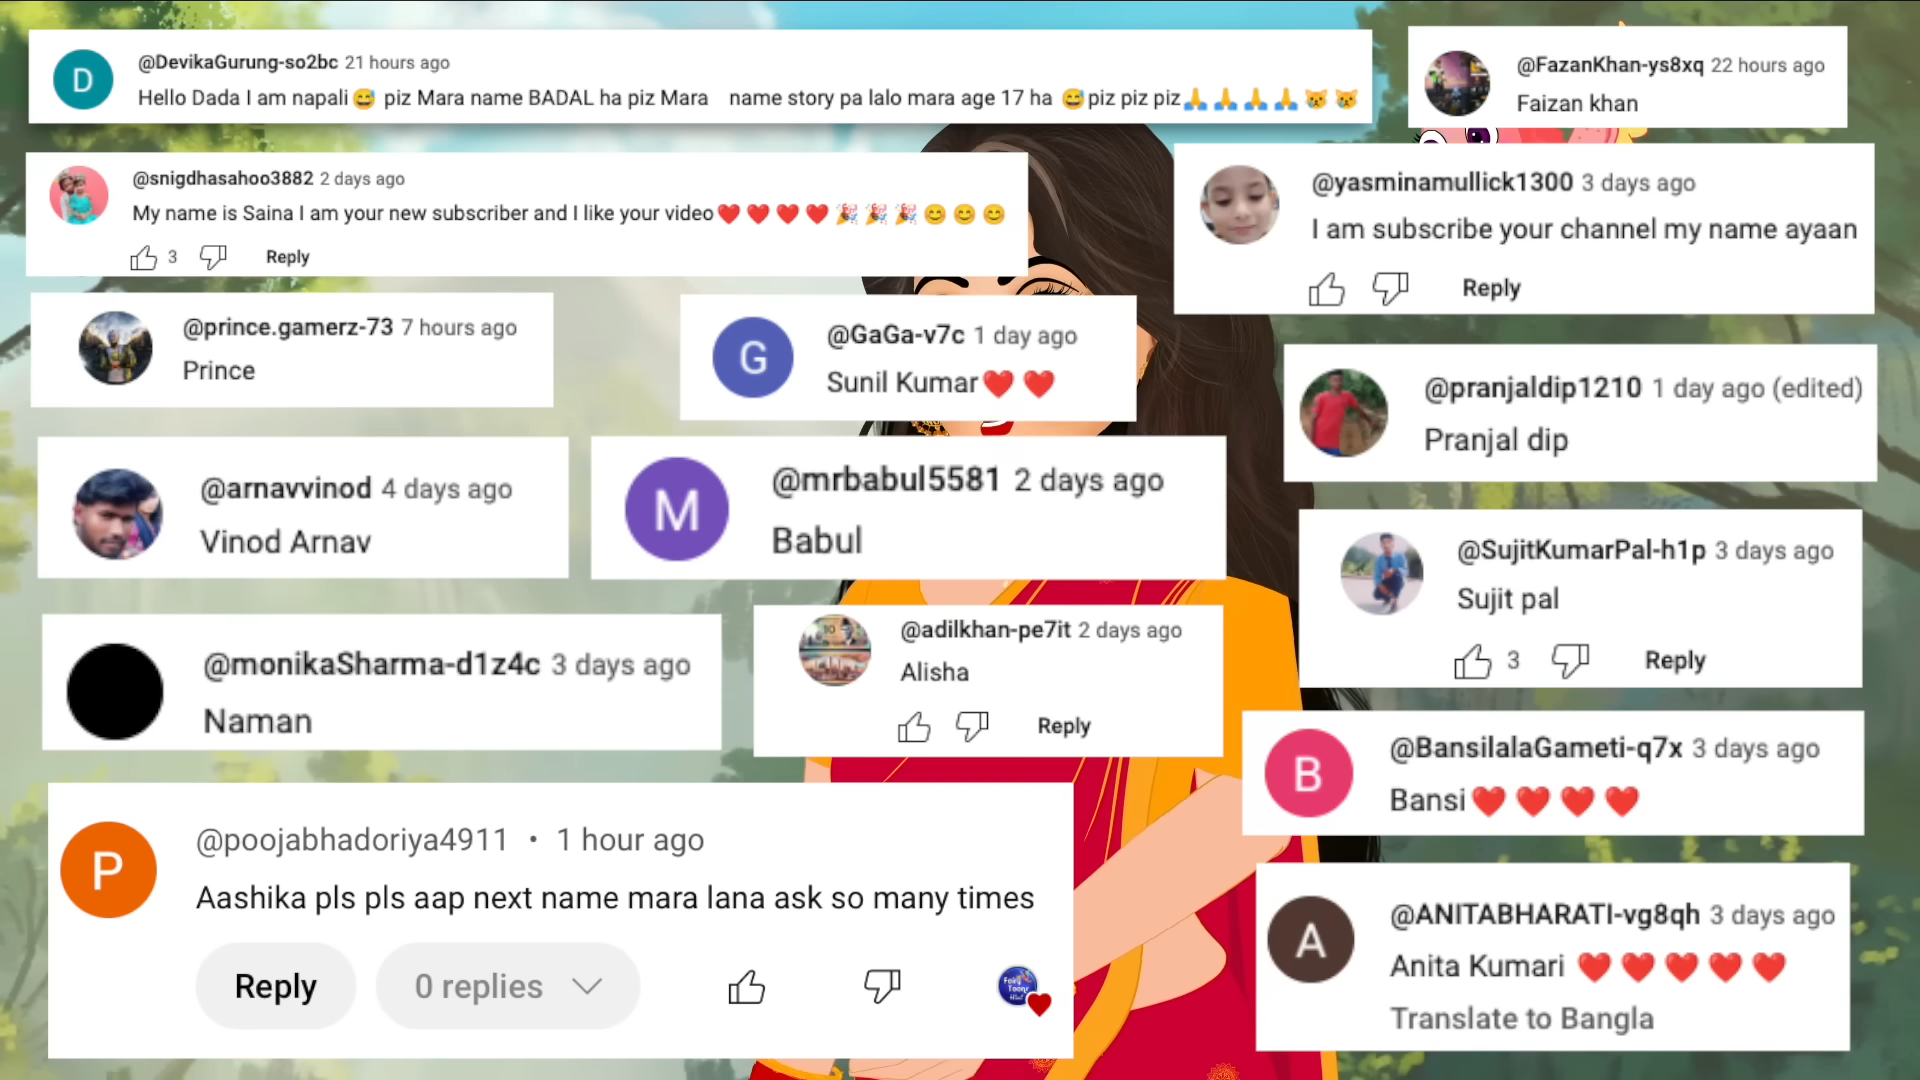 @DevikaGurung-so2bc 21 hours ago
Hello Dada I am napali😅 piz Mara name BADAL ha piz Mara name story pa lalo mara age 17 ha 😅piz piz piz🙏🙏🙏🙏😿😿
@FazanKhan-ys8xq 22 hours ago
Faizan khan
@snigdhasahoo3882 2 days ago
My name is Saina I am your new subscriber and I like your video❤️❤️❤️❤️🎉🎉🎉😊😊😊
3 Reply
@yasminamullick1300 3 days ago
I am subscribe your channel my name ayaan
Reply
@prince.gamerz-73 7 hours ago
Prince
G
@GaGa-v7c 1 day ago
Sunil Kumar❤️❤️
@pranjaldip1210 1 day ago (edited)
Pranjal dip
@arnavvinod 4 days ago
Vinod Arnav
M
@mrbabul5581 2 days ago
Babul
@SujitKumarPal-h1p 3 days ago
Sujit pal
3 Reply
@monikaSharma-d1z4c 3 days ago
Naman
@adilkhan-pe7it 2 days ago
Alisha
Reply
B
@BansilalaGameti-q7x 3 days ago
Bansi❤️❤️❤️❤️
P
@poojabhadoriya4911 • 1 hour ago
Aashika pls pls aap next name mara lana ask so many times
Reply 0 replies
Fairy
Toons
A
@ANITABHARATI-vg8qh 3 days ago
Anita Kumari ❤️❤️❤️❤️❤️
Translate to Bangla
D